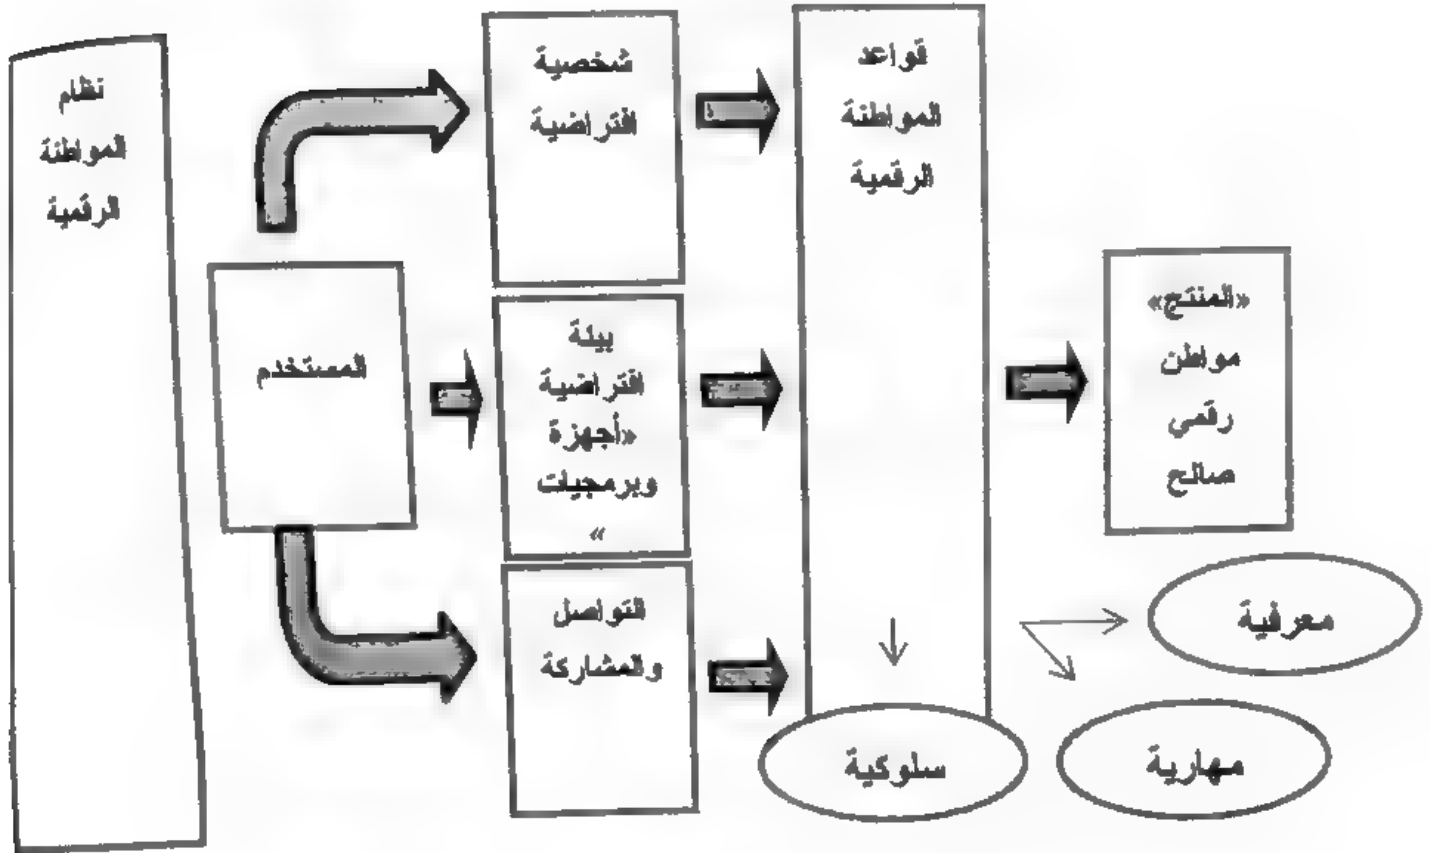 نظام
المواطنة
الرقمية
المستخدم
شخصية
افتراضية
بيئة
افتراضية
«أجهزة
وبرمجيات
»
التواصل
والمشاركة
قواعد
المواطنة
الرقمية
«المنتج»
مواطن
رقمي
صالح
معرفية
مهارية
سلوكية